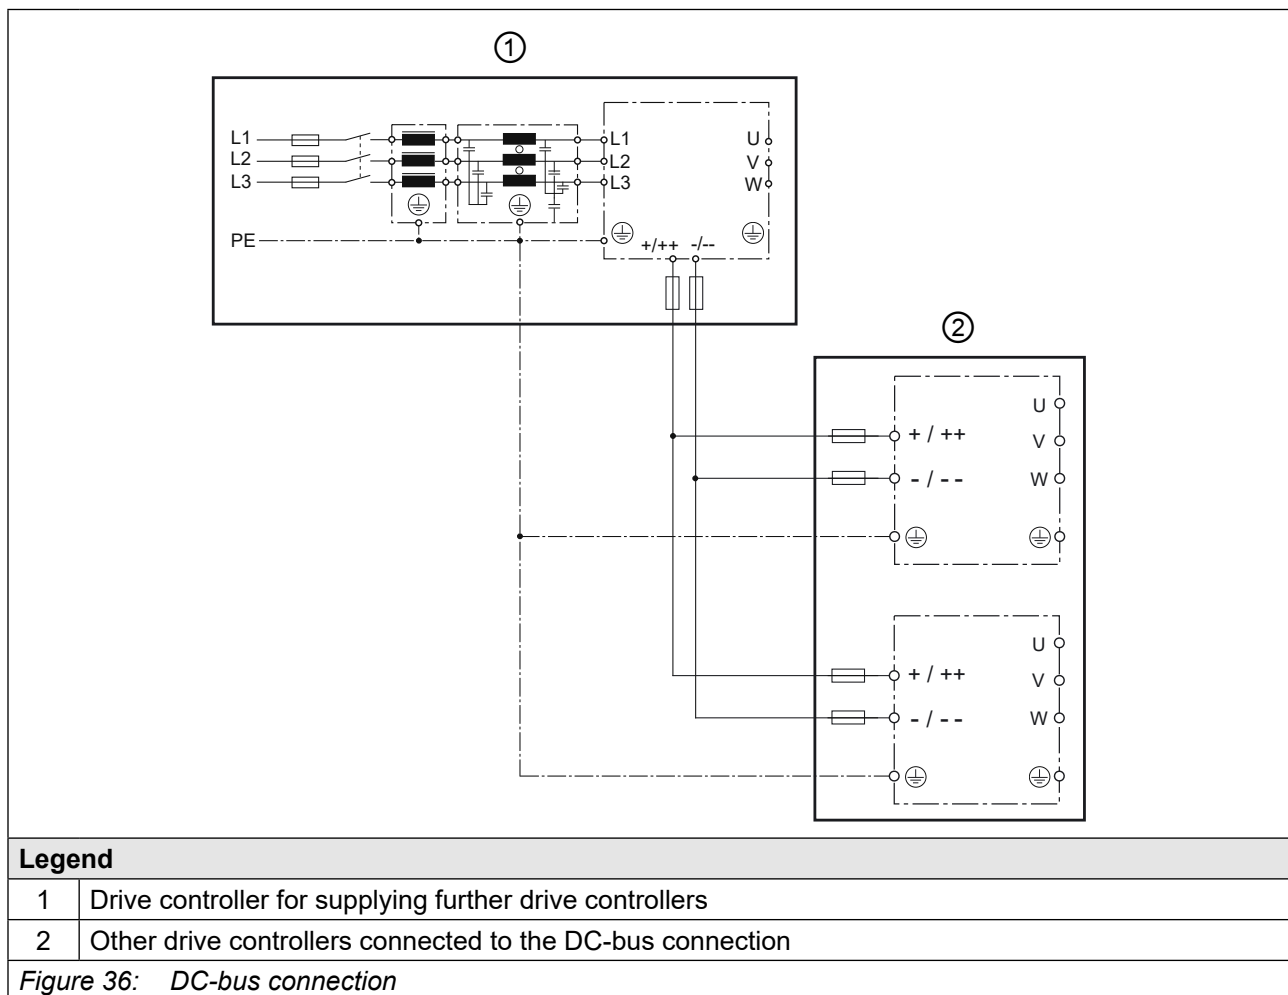 ①
L1
L2
L3
PE
L1
L2
L3
U
V
W
+/++ -/--
②
U
+ / ++
V
- / --
W
U
+ / ++
V
- / --
W
Legend
1 Drive controller for supplying further drive controllers
2 Other drive controllers connected to the DC-bus connection
Figure 36: DC-bus connection